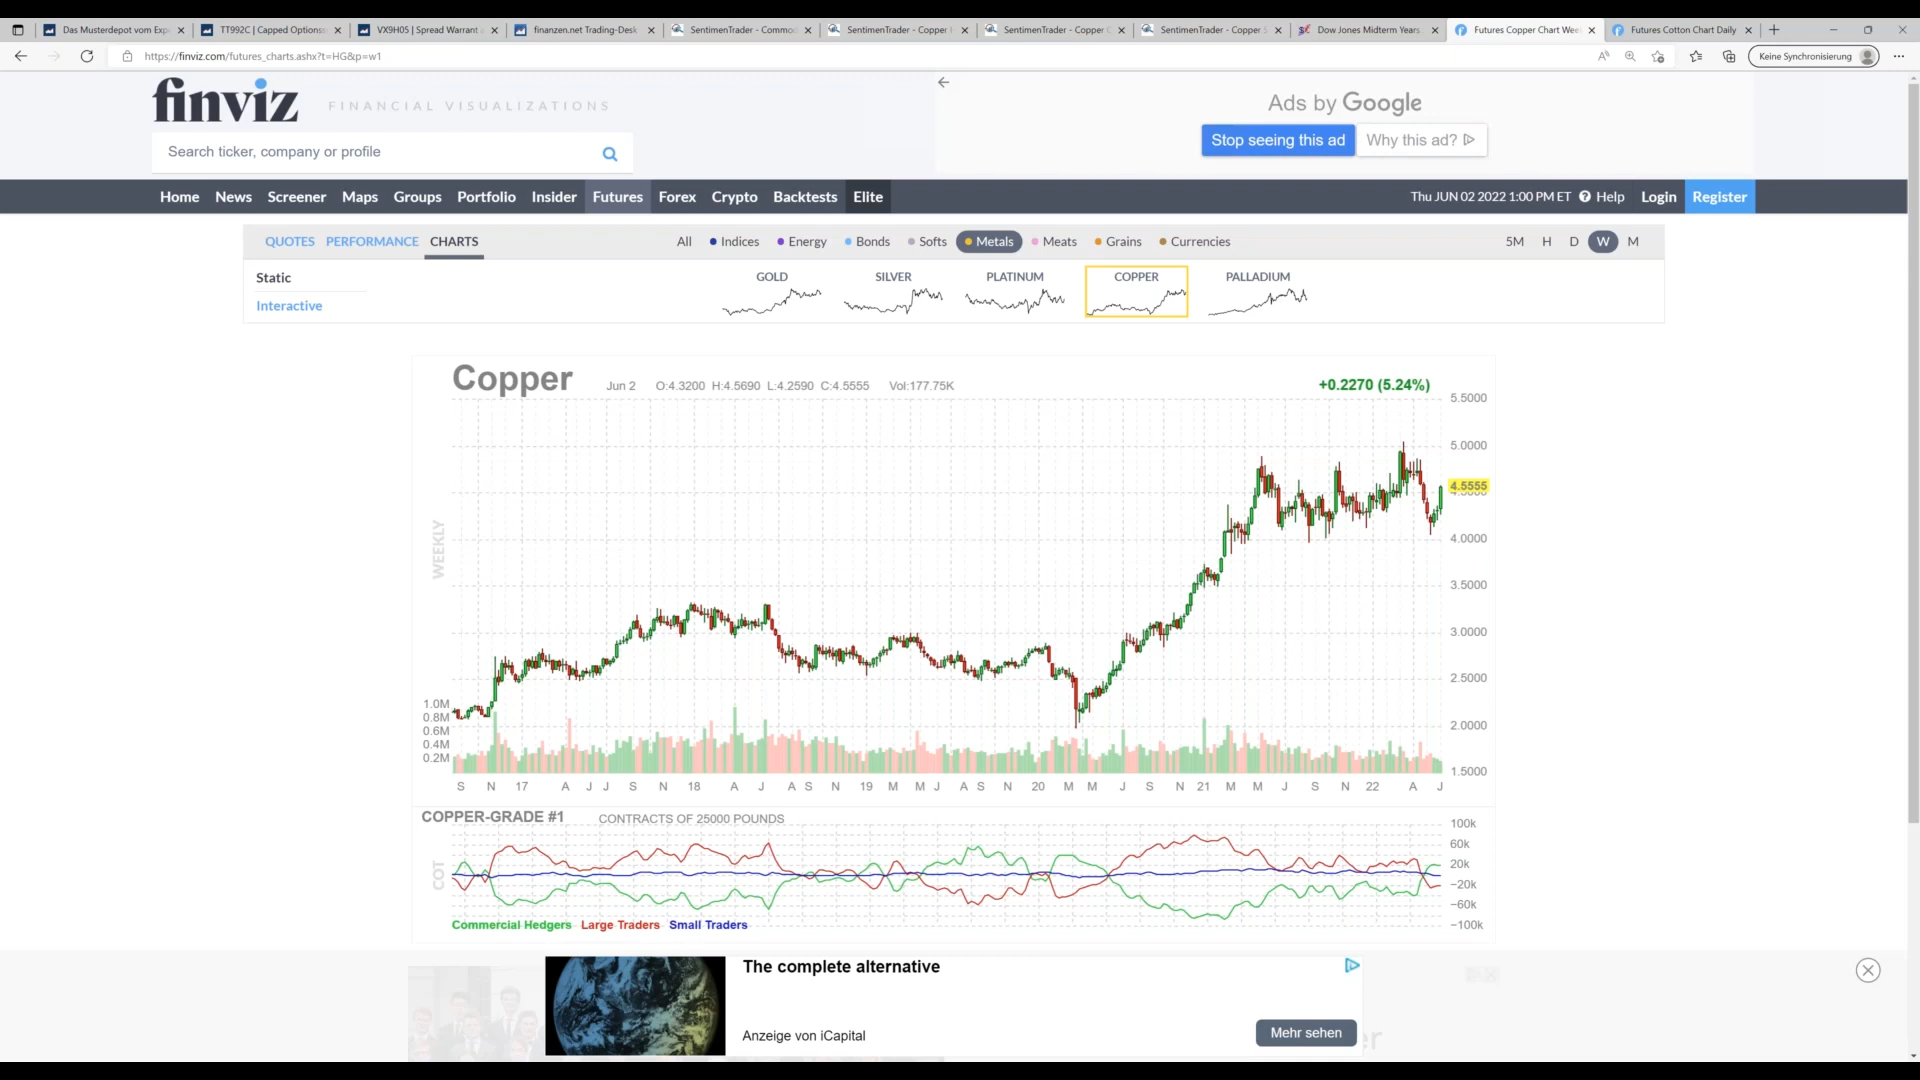 Das Musterdepot vom Exp
TT992C | Capped Options
VX9H05 | Spread Warrant
finanzen.net Trading-Desk
SentimenTrader - Commo
SentimenTrader - Copper
SentimenTrader - Copper
SentimenTrader - Copper
Dow Jones Midterm Years
Futures Copper Chart Wee
Futures Cotton Chart Daily
https://finviz.com/futures_charts.ashx?t=HG&p=w1
Keine Synchronisierung
finviz
FINANCIAL VISUALIZATIONS
Ads by Google
Stop seeing this ad
Why this ad?
Search ticker, company or profile
Home News Screener Maps Groups Portfolio Insider Futures Forex Crypto Backtests Elite
Thu JUN 02 2022 1:00 PM ET
Help
Login
Register
QUOTES PERFORMANCE CHARTS
All Indices Energy Bonds Softs Metals Meats Grains Currencies
5M H D W M
Static
Interactive
GOLD SILVER PLATINUM COPPER PALLADIUM
Copper Jun 2 O:4.3200 H:4.5690 L:4.2590 C:4.5555 Vol:177.75K
+0.2270 (5.24%)
5.5000
5.0000
4.5555
4.0000
3.5000
3.0000
2.5000
2.0000
1.5000
WEEKLY
1.0M
0.8M
0.6M
0.4M
0.2M
S N 17 A J J S N 18 A J A S N 19 M M J A S N 20 M M J S N 21 M M J S N 22 A J
COPPER-GRADE #1 CONTRACTS OF 25000 POUNDS
COT
100k
60k
20k
−20k
−60k
−100k
Commercial Hedgers Large Traders Small Traders
The complete alternative
Anzeige von iCapital
Mehr sehen